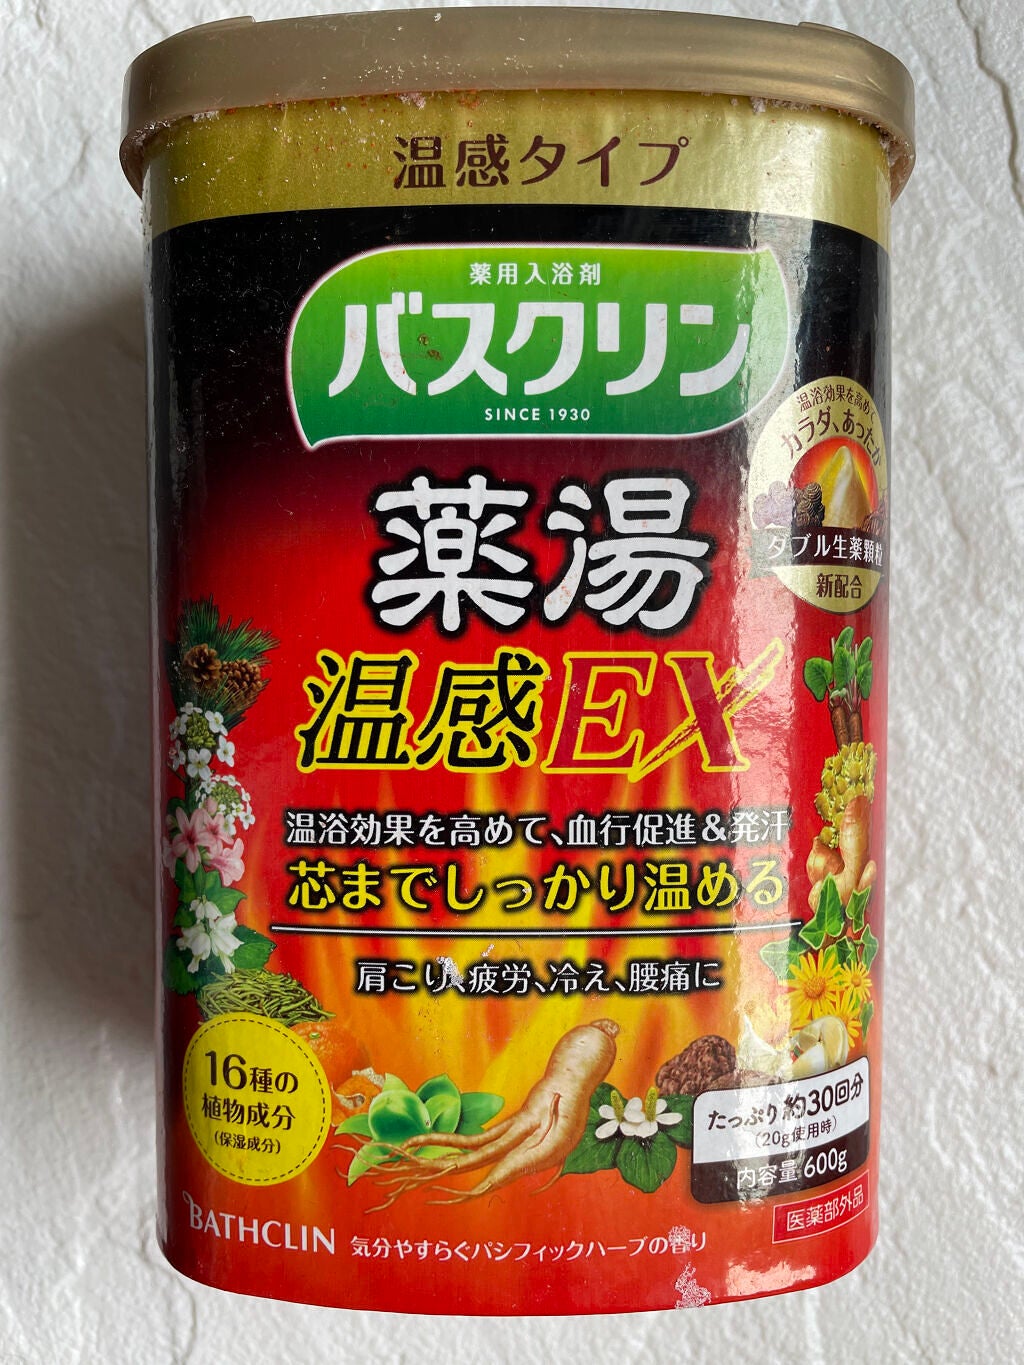 温感タイプ
薬用入浴剤
バスクリン
SINCE 1930
温浴効果を高めて
カラダ、あったか
ダブル生薬顆粒
新配合
薬湯
温感EX
温浴効果を高めて、血行促進&発汗
芯までしっかり温める
肩こり、疲労、冷え、腰痛に
16種の
植物成分
(保湿成分)
たっぷり約30回分
(20g使用時)
内容量 600g
医薬部外品
BATHCLIN
気分やすらぐパシフィックハーブの香り